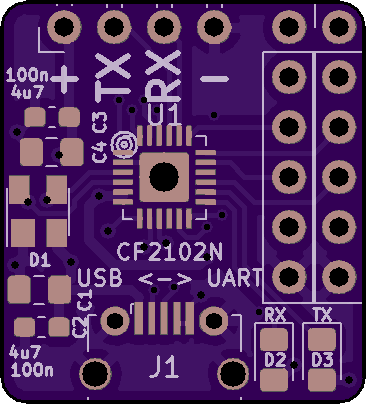 + TX RX -
100n
4u7
U1
C3
C4
D1
CF2102N
USB <-> UART
C1
C2
RX TX
D2 D3
J1
4u7
100n